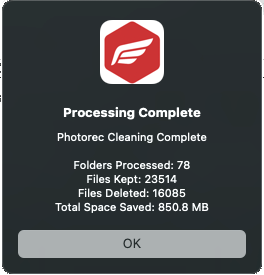 Processing Complete
Photorec Cleaning Complete
Folders Processed: 78
Files Kept: 23514
Files Deleted: 16085
Total Space Saved: 850.8 MB
OK